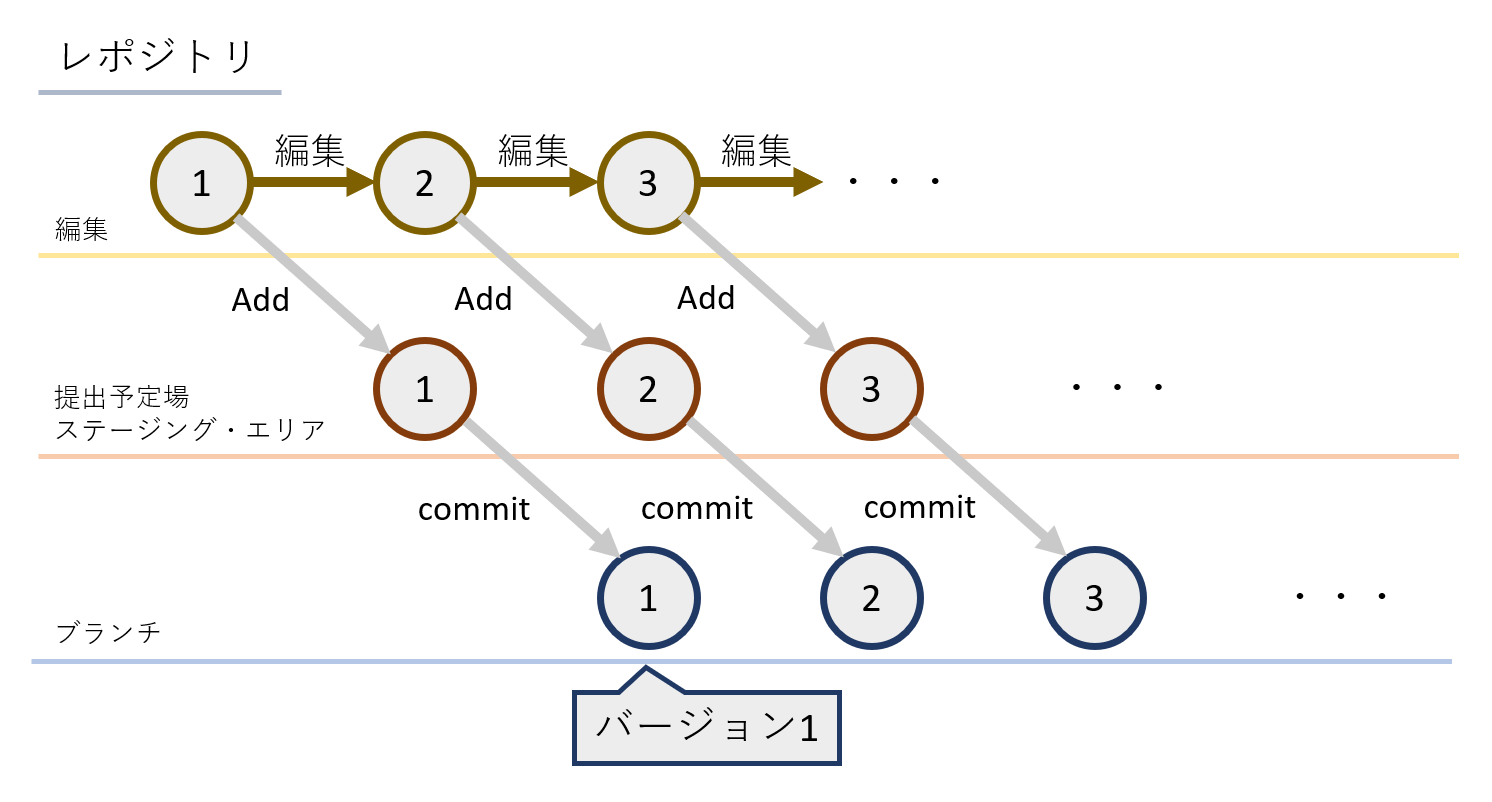 レポジトリ
編集
編集
編集
1
2
3
・・・
編集
Add
Add
Add
1
2
3
・・・
提出予定場
ステージング・エリア
commit
commit
commit
1
2
3
・・・
ブランチ
バージョン1